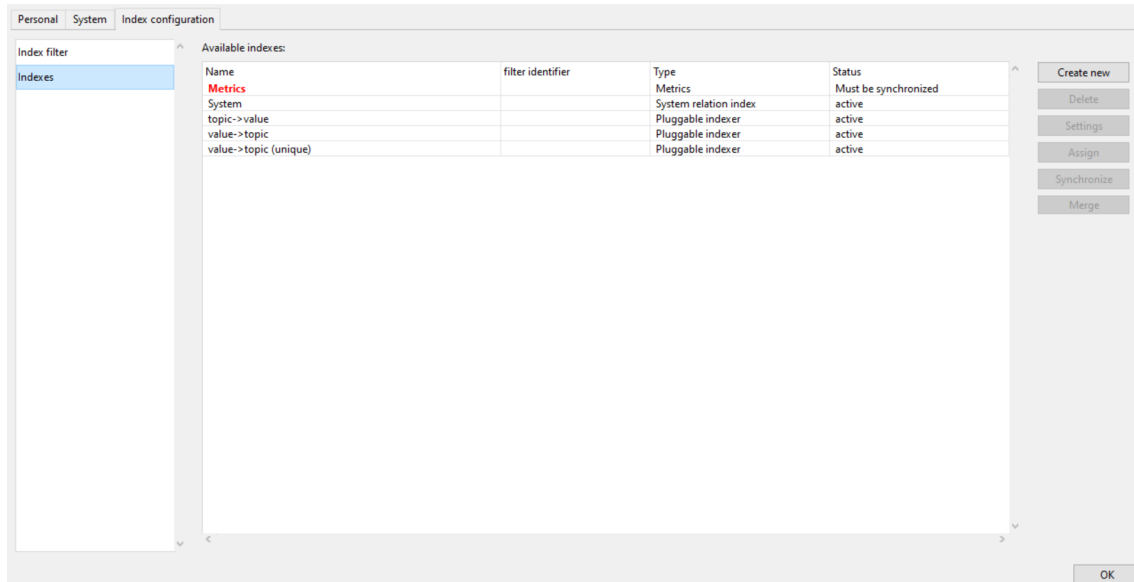 Personal System Index configuration
Index filter
Indexes
Available indexes:
Name filter identifier Type Status
Metrics Metrics Must be synchronized
System System relation index active
topic->value Pluggable indexer active
value->topic Pluggable indexer active
value->topic (unique) Pluggable indexer active
Create new
Delete
Settings
Assign
Synchronize
Merge
OK